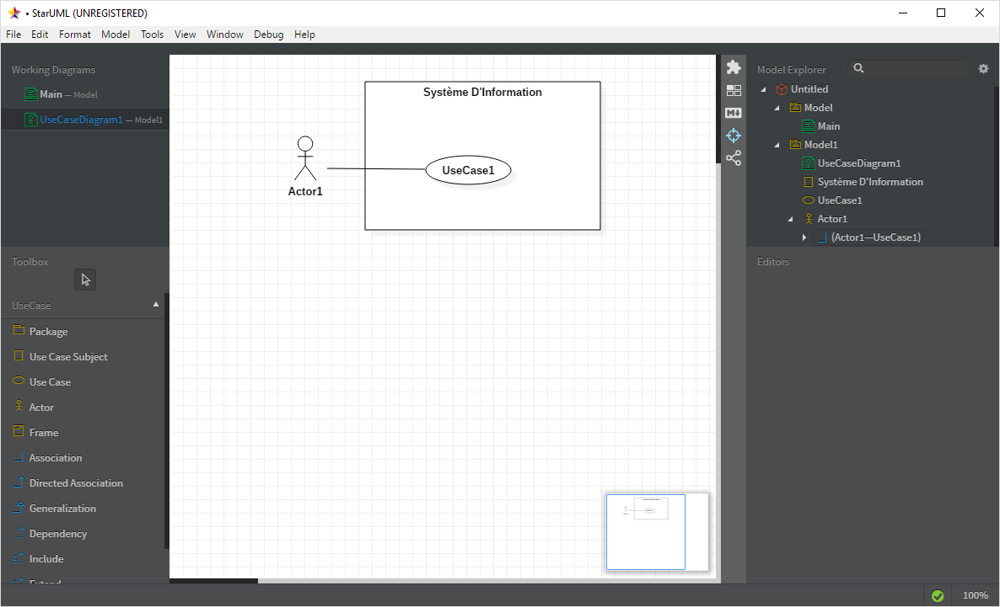 • StarUML (UNREGISTERED)
File Edit Format Model Tools View Window Debug Help
Working Diagrams
Main — Model
UseCaseDiagram1 — Model1
Toolbox
UseCase
Package
Use Case Subject
Use Case
Actor
Frame
Association
Directed Association
Generalization
Dependency
Include
Extend
Système D'Information
UseCase1
Actor1
Model Explorer
Untitled
Model
Main
Model1
UseCaseDiagram1
Système D'Information
UseCase1
Actor1
(Actor1—UseCase1)
Editors
100%